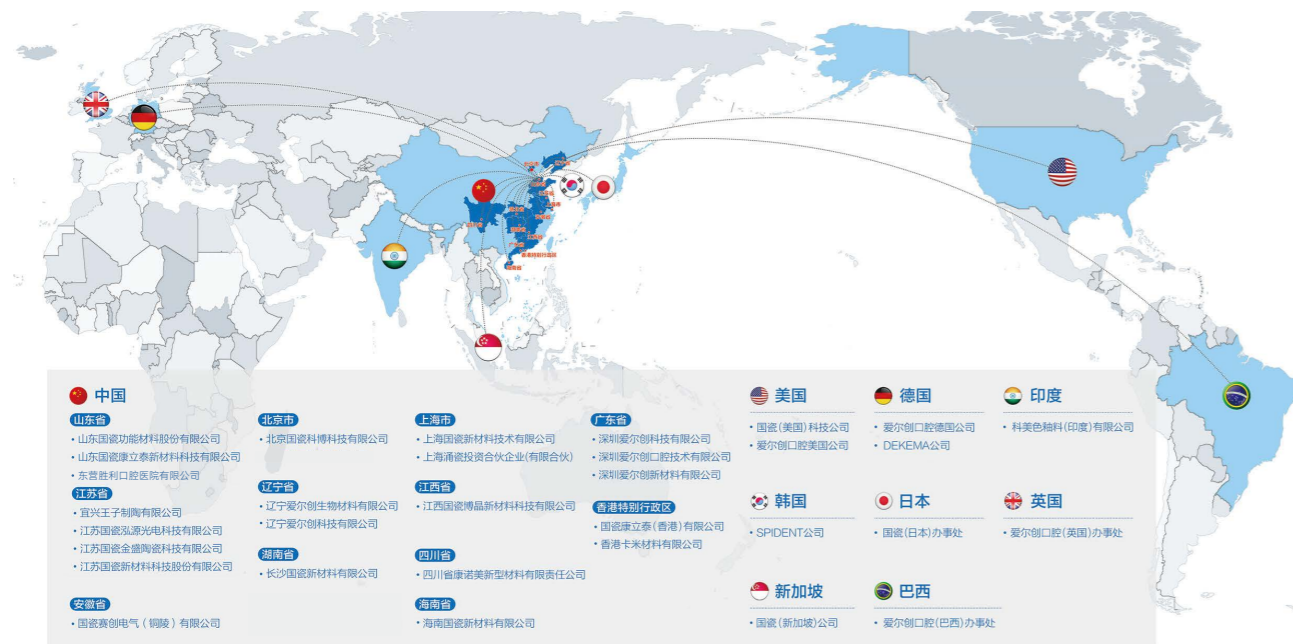 中国
山东省
• 山东国瓷功能材料股份有限公司
• 山东国瓷康立泰新材料科技有限公司
• 东营胜利口腔医院有限公司
江苏省
• 宜兴王子制陶有限公司
• 江苏国瓷泓源光电科技有限公司
• 江苏国瓷金盛陶瓷科技有限公司
• 江苏国瓷新材料科技股份有限公司
安徽省
• 国瓷赛创电气（铜陵）有限公司
北京市
• 北京国瓷科博科技有限公司
辽宁省
• 辽宁爱尔创生物材料有限公司
• 辽宁爱尔创科技有限公司
湖南省
• 长沙国瓷新材料有限公司
上海市
• 上海国瓷新材料技术有限公司
• 上海涌瓷投资合伙企业(有限合伙)
江西省
• 江西国瓷博晶新材料科技有限公司
四川省
• 四川省康诺美新型材料有限责任公司
海南省
• 海南国瓷新材料有限公司
广东省
• 深圳爱尔创科技有限公司
• 深圳爱尔创口腔技术有限公司
• 深圳爱尔创新材料有限公司
香港特别行政区
• 国瓷康立泰(香港)有限公司
• 香港卡米材料有限公司
美国
• 国瓷(美国)科技公司
• 爱尔创口腔美国公司
德国
• 爱尔创口腔德国公司
• DEKEMA公司
印度
• 科美色釉料(印度)有限公司
韩国
• SPIDENT公司
日本
• 国瓷(日本)办事处
英国
• 爱尔创口腔(英国)办事处
新加坡
• 国瓷(新加坡)公司
巴西
• 爱尔创口腔(巴西)办事处
香港特别行政区